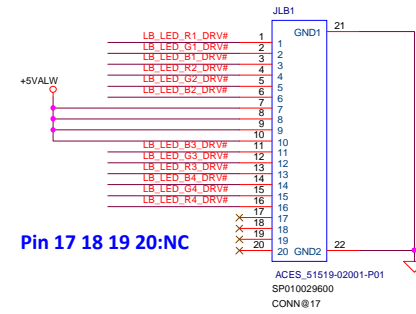 JLB1
LB_LED_R1_DRV# 1 1 GND1 21
LB_LED_G1_DRV# 2 2
LB_LED_B1_DRV# 3 3
LB_LED_R2_DRV# 4 4
LB_LED_G2_DRV# 5 5
LB_LED_B2_DRV# 6 6
+5VALW
7 7
8 8
9 9
10 10
LB_LED_B3_DRV# 11 11
LB_LED_G3_DRV# 12 12
LB_LED_R3_DRV# 13 13
LB_LED_B4_DRV# 14 14
LB_LED_G4_DRV# 15 15
LB_LED_R4_DRV# 16 16
17 17
18 18
19 19
20 20 GND2 22
Pin 17 18 19 20:NC
ACES_51519-02001-P01
SP010029600
CONN@17